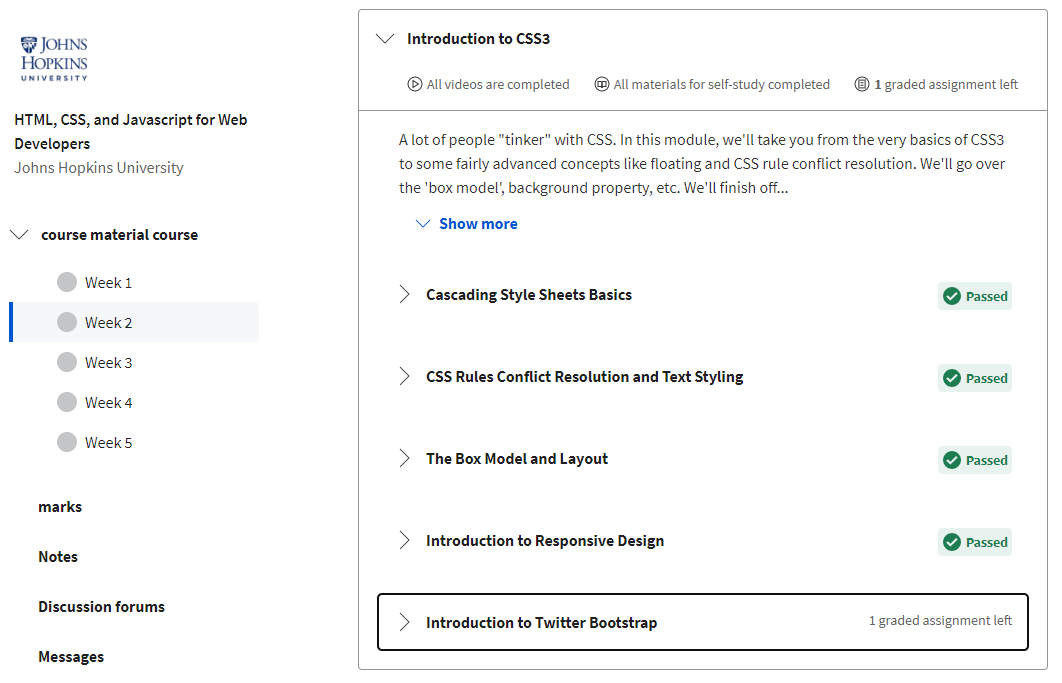 JOHNS
HOPKINS
UNIVERSITY
HTML, CSS, and Javascript for Web
Developers
Johns Hopkins University
course material course
Week 1
Week 2
Week 3
Week 4
Week 5
marks
Notes
Discussion forums
Messages
Introduction to CSS3
All videos are completed All materials for self-study completed 1 graded assignment left
A lot of people "tinker" with CSS. In this module, we'll take you from the very basics of CSS3
to some fairly advanced concepts like floating and CSS rule conflict resolution. We'll go over
the 'box model', background property, etc. We'll finish off...
Show more
Cascading Style Sheets Basics Passed
CSS Rules Conflict Resolution and Text Styling Passed
The Box Model and Layout Passed
Introduction to Responsive Design Passed
Introduction to Twitter Bootstrap 1 graded assignment left